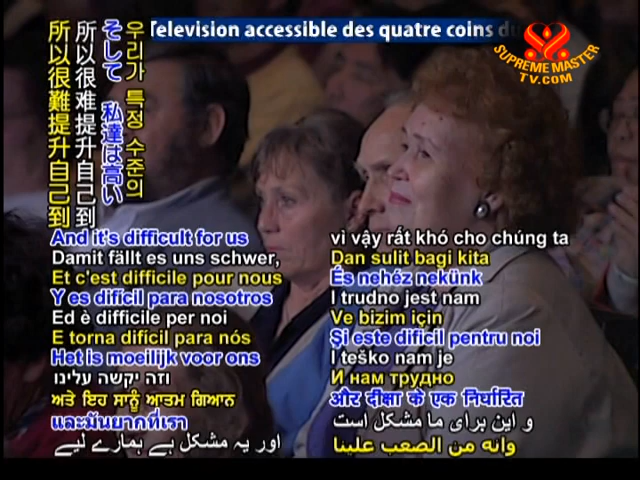 Television accessible des quatre coins du
SUPREME MASTER
TV.COM
所以很難提升自己到
所以很难提升自己到
そして 私達は高い
우리가 특정 수준의
And it's difficult for us
Damit fällt es uns schwer,
Et c'est difficile pour nous
Y es difícil para nosotros
Ed è difficile per noi
E torna difícil para nós
Het is moeilijk voor ons
וזה יקשה עלינו
ਅਤੇ ਇਹ ਸਾਨੂੰ ਆਤਮ ਗਿਆਨ
และมันยากที่เรา
اور یہ مشکل ہے ہمارے لیے
vì vậy rất khó cho chúng ta
Dan sulit bagi kita
És nehéz nekünk
I trudno jest nam
Ve bizim için
Şi este dificil pentru noi
I teško nam je
И нам трудно
और दीक्षा के एक निर्धारित
و این برای ما مشکل است
وانه من الصعب علينا